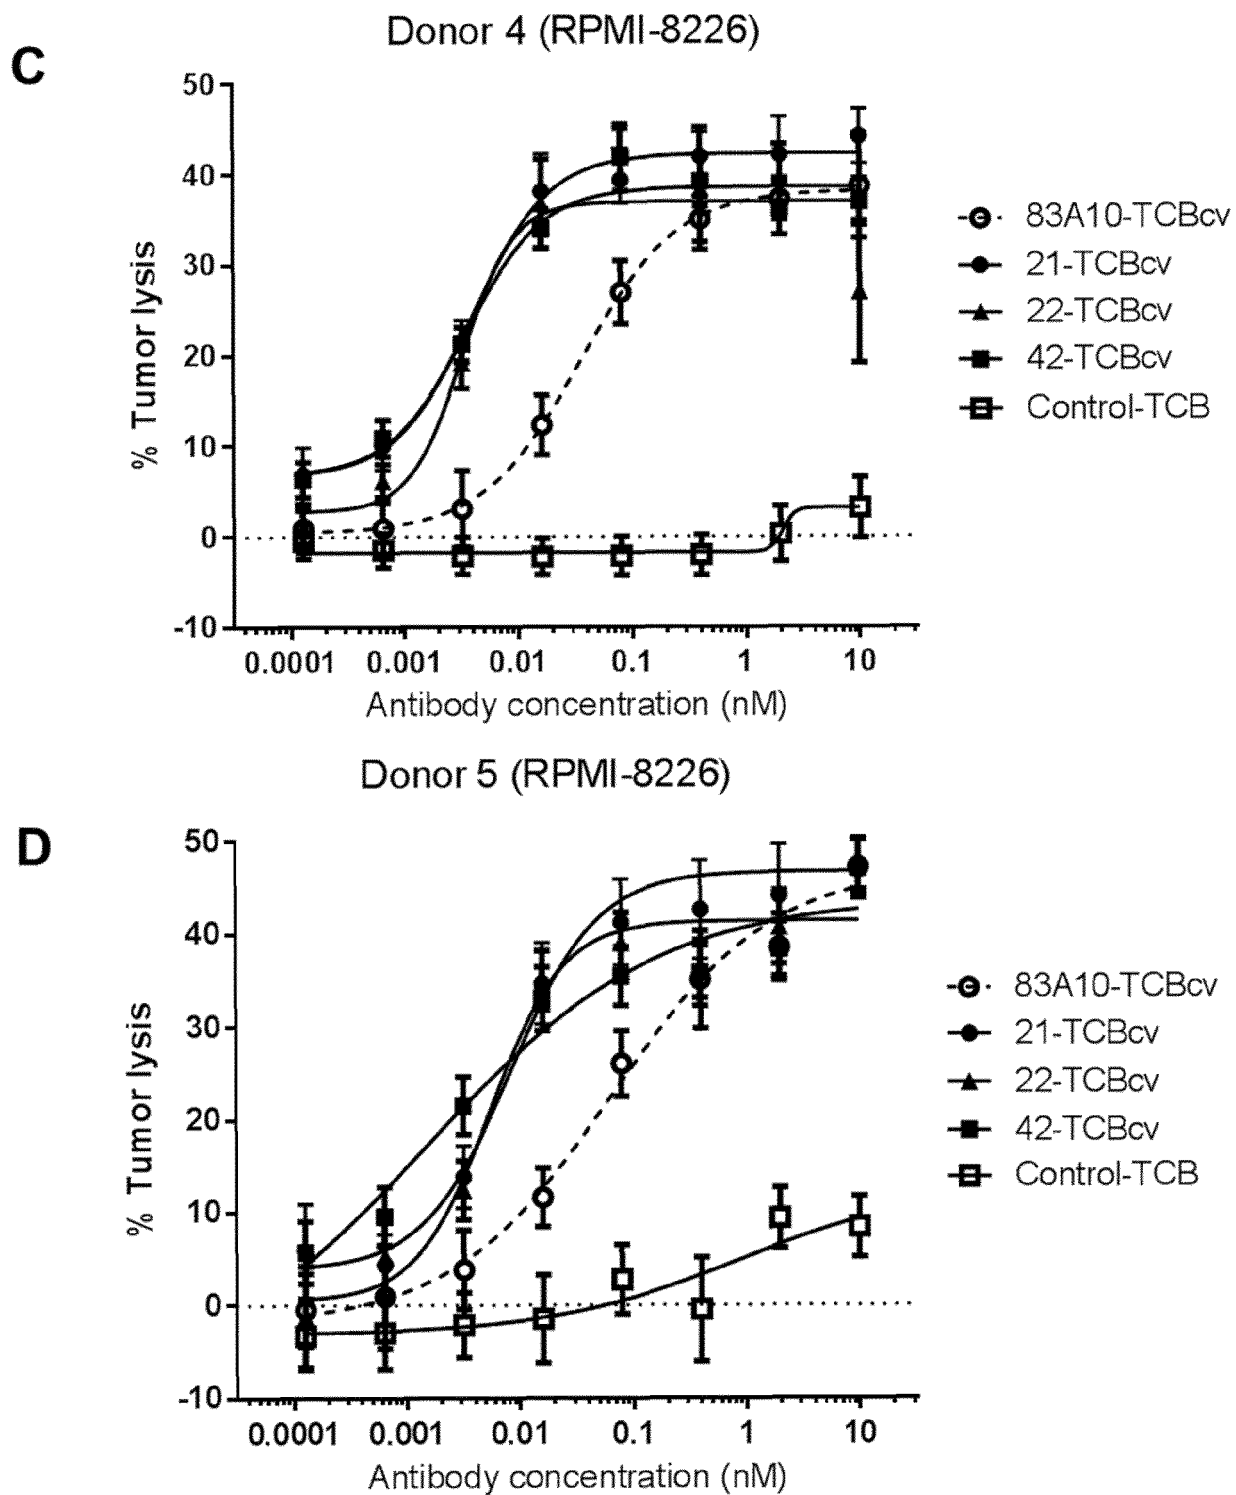 C
Donor 4 (RPMI-8226)
% Tumor lysis
50
40
30
20
10
0
-10
0.0001 0.001 0.01 0.1 1 10
Antibody concentration (nM)
83A10-TCBcv
21-TCBcv
22-TCBcv
42-TCBcv
Control-TCB
D
Donor 5 (RPMI-8226)
% Tumor lysis
50
40
30
20
10
0
-10
0.0001 0.001 0.01 0.1 1 10
Antibody concentration (nM)
83A10-TCBcv
21-TCBcv
22-TCBcv
42-TCBcv
Control-TCB